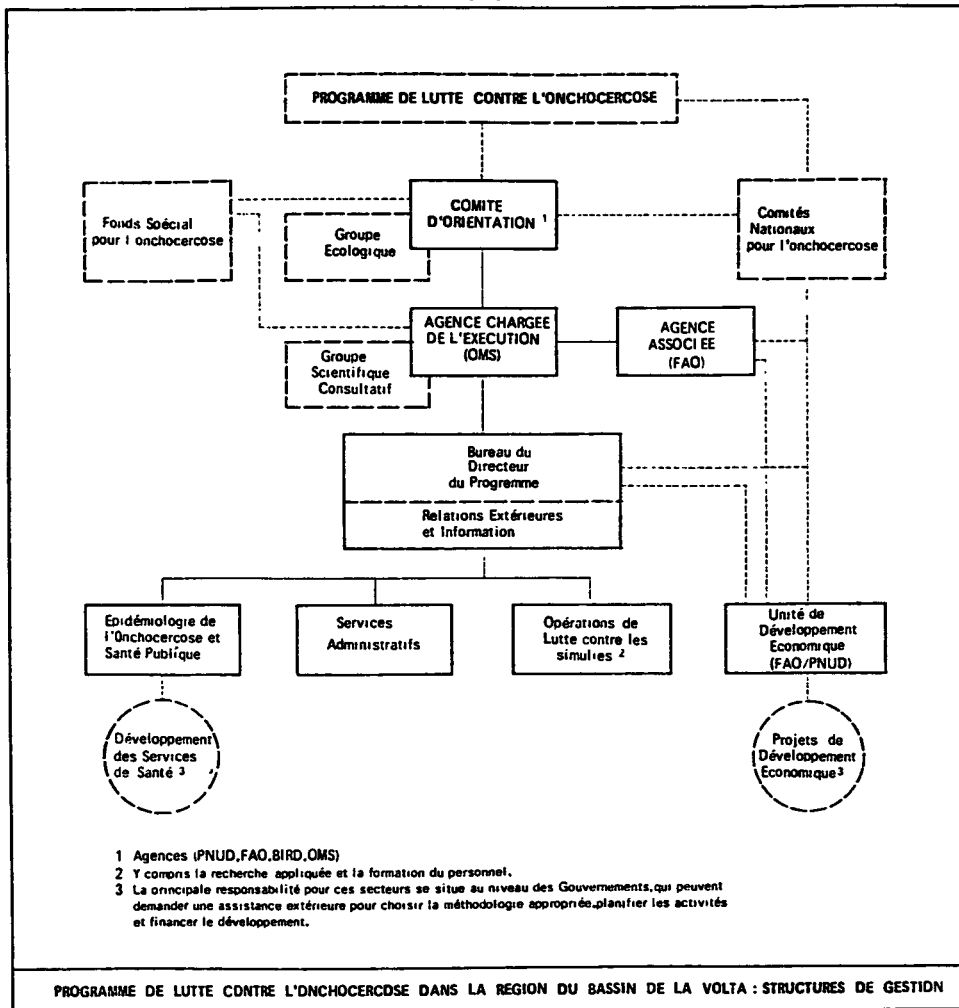 PROGRAMME DE LUTTE CONTRE L'ONCHOCERCOSE
COMITE
D'ORIENTATION 1
Fonds Spécial
pour l onchocercose
Groupe
Ecologique
Comités
Nationaux
pour l'onchocercose
AGENCE CHARGEE
DE L'EXECUTION
(OMS)
AGENCE
ASSOCIEE
(FAO)
Groupe
Scientifique
Consultatif
Bureau du
Directeur
du Programme
Relations Extérieures
et Information
Epidémiologie de
l'Onchocercose et
Santé Publique
Services
Administratifs
Opérations de
Lutte contre les
simulies 2
Unité de
Développement
Economique
(FAO/PNUD)
Développement
des Services
de Santé 3
Projets de
Développement
Economique 3
1 Agences (PNUD,FAO,BIRD,OMS)
2 Y compris la recherche appliquée et la formation du personnel.
3 La principale responsabilité pour ces secteurs se situe au niveau des Gouvernements,qui peuvent
demander une assistance extérieure pour choisir la méthodologie appropriée,planifier les activités
et financer le développement.
PROGRAMME DE LUTTE CONTRE L'ONCHOCERCOSE DANS LA REGION DU BASSIN DE LA VOLTA : STRUCTURES DE GESTION